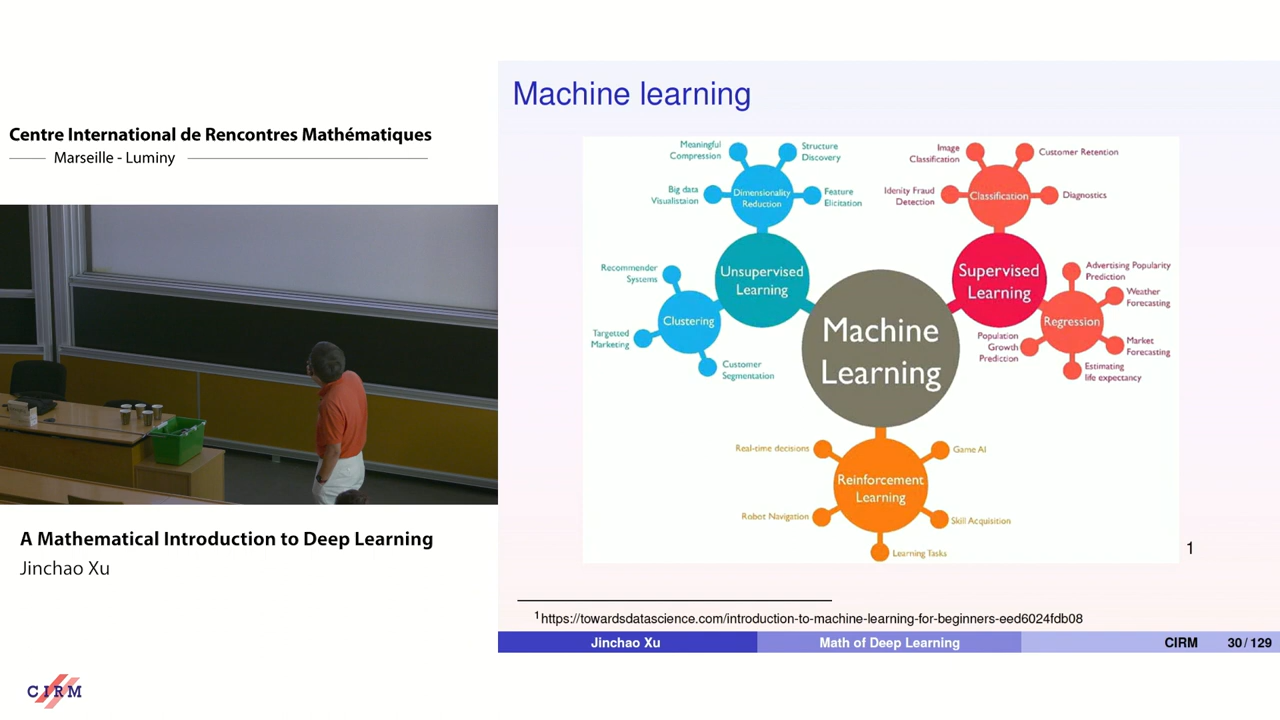 Centre International de Rencontres Mathématiques
Marseille - Luminy
A Mathematical Introduction to Deep Learning
Jinchao Xu
CIRM
Machine learning
Meaningful
Compression
Structure
Discovery
Big data
Visualistaion
Dimensionality
Reduction
Feature
Elicitation
Image
Classification
Customer Retention
Idenity Fraud
Detection
Classification
Diagnostics
Recommender
Systems
Unsupervised
Learning
Supervised
Learning
Advertising Popularity
Prediction
Weather
Forecasting
Clustering
Regression
Targetted
Marketing
Customer
Segmentation
Machine
Learning
Population
Growth
Prediction
Market
Forecasting
Estimating
life expectancy
Real-time decisions
Game AI
Reinforcement
Learning
Robot Navigation
Skill Acquisition
Learning Tasks
1
1https://towardsdatascience.com/introduction-to-machine-learning-for-beginners-eed6024fdb08
Jinchao Xu
Math of Deep Learning
CIRM
30 / 129